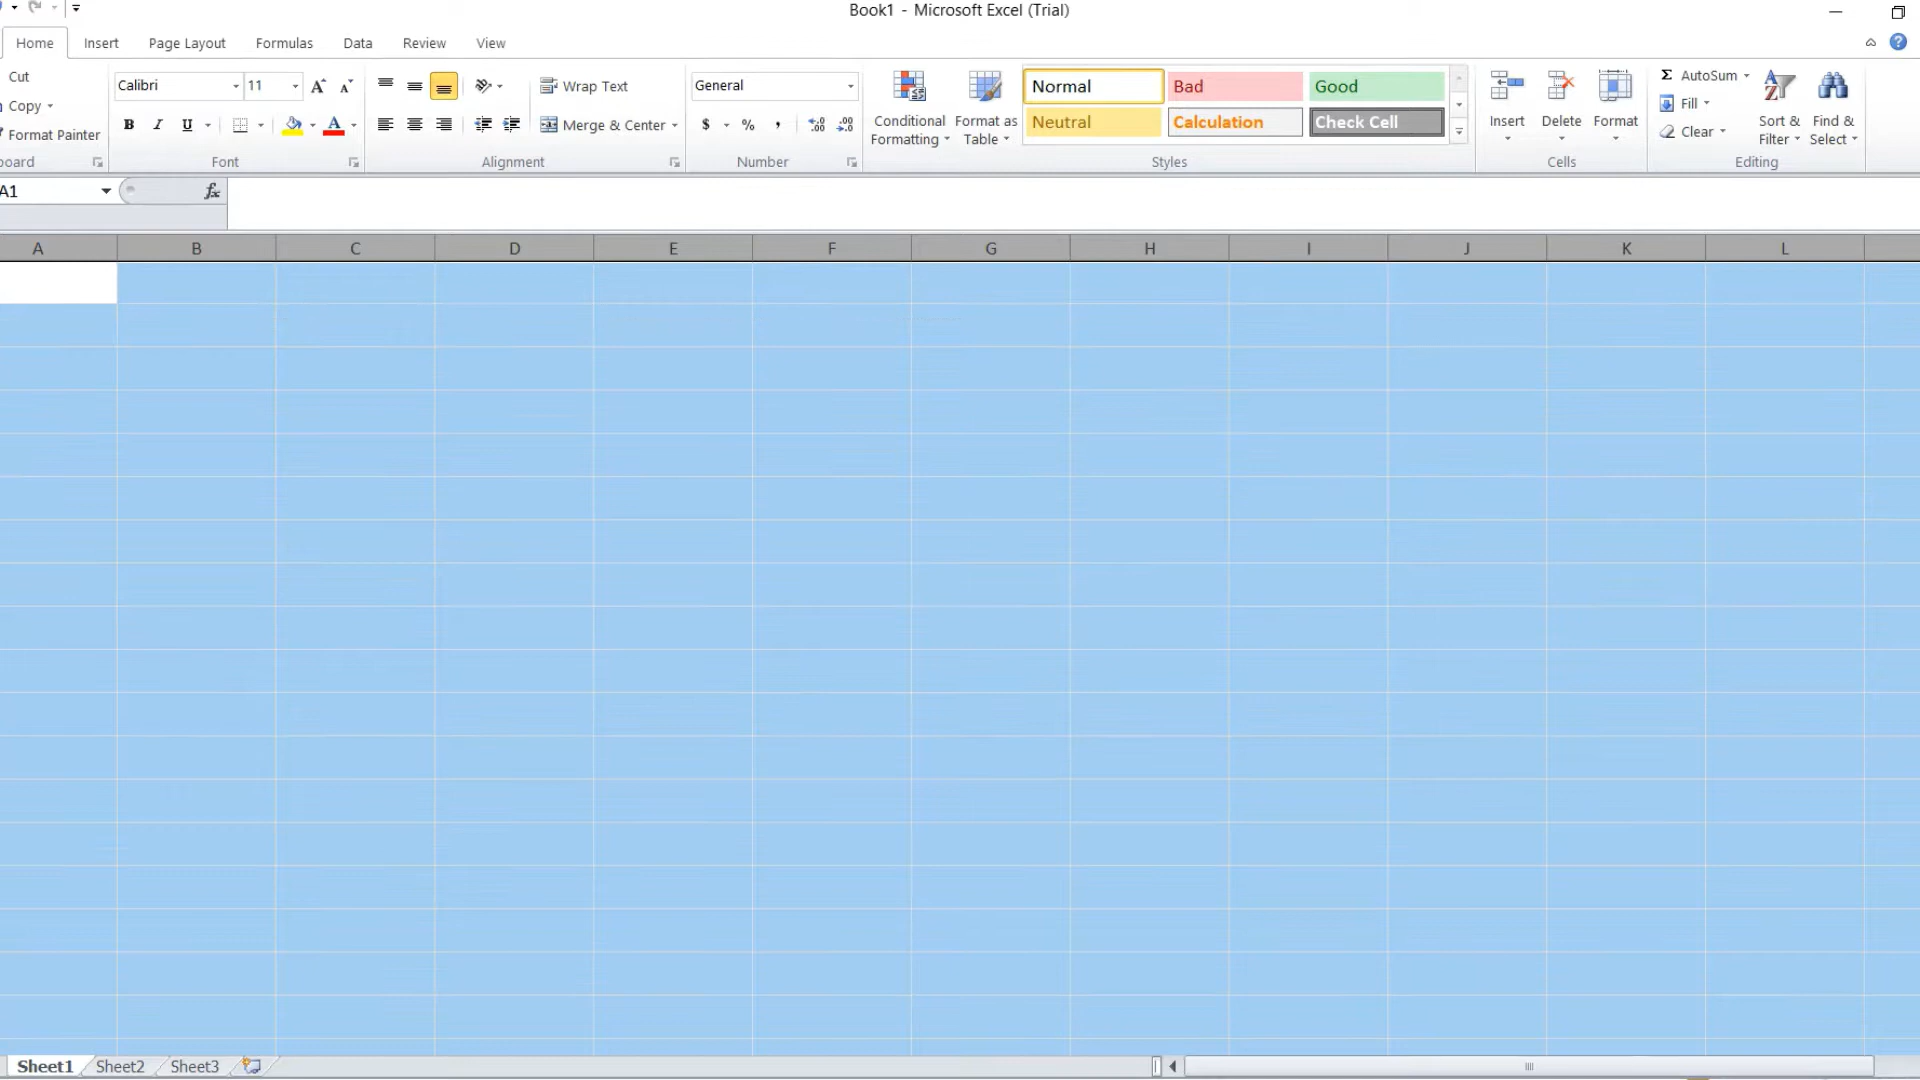 Book1 - Microsoft Excel (Trial)
Home Insert Page Layout Formulas Data Review View
Cut
Copy
Format Painter
Calibri 11
B I U
Wrap Text
Merge & Center
General
$ % ,
Conditional Formatting
Format as Table
Normal Bad Good
Neutral Calculation Check Cell
Insert Delete Format
Σ AutoSum
Fill
Clear
Sort & Filter
Find & Select
board Font Alignment Number Styles Cells Editing
A1 fx
A B C D E F G H I J K L
Sheet1 Sheet2 Sheet3